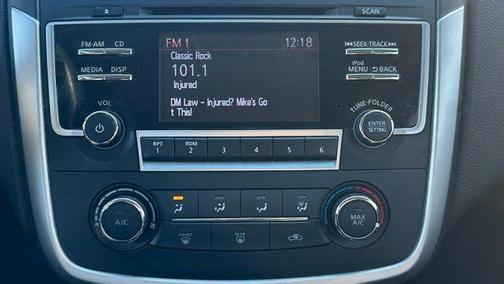 SCAN
FM-AM CD
MEDIA DISP
FM 1 12:18
Classic Rock
101.1
Injured
DM Law - Injured? Mike's Go
t This!
SEEK·TRACK
iPod
MENU BACK
VOL
TUNE·FOLDER
ENTER
SETTING
RPT
1
RDM
2
3
4
5
6
A/C
MAX
A/C
FRONT
REAR